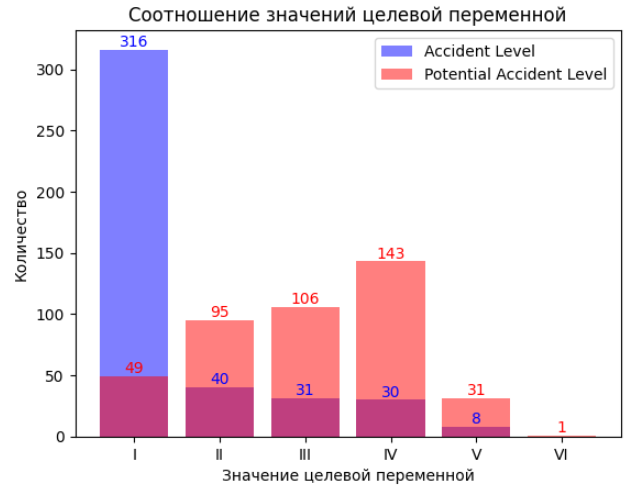 Соотношение значений целевой переменной
Accident Level
Potential Accident Level
Количество
300
250
200
150
100
50
0
316
49
95
40
106
31
143
30
31
8
1
I
II
III
IV
V
VI
Значение целевой переменной